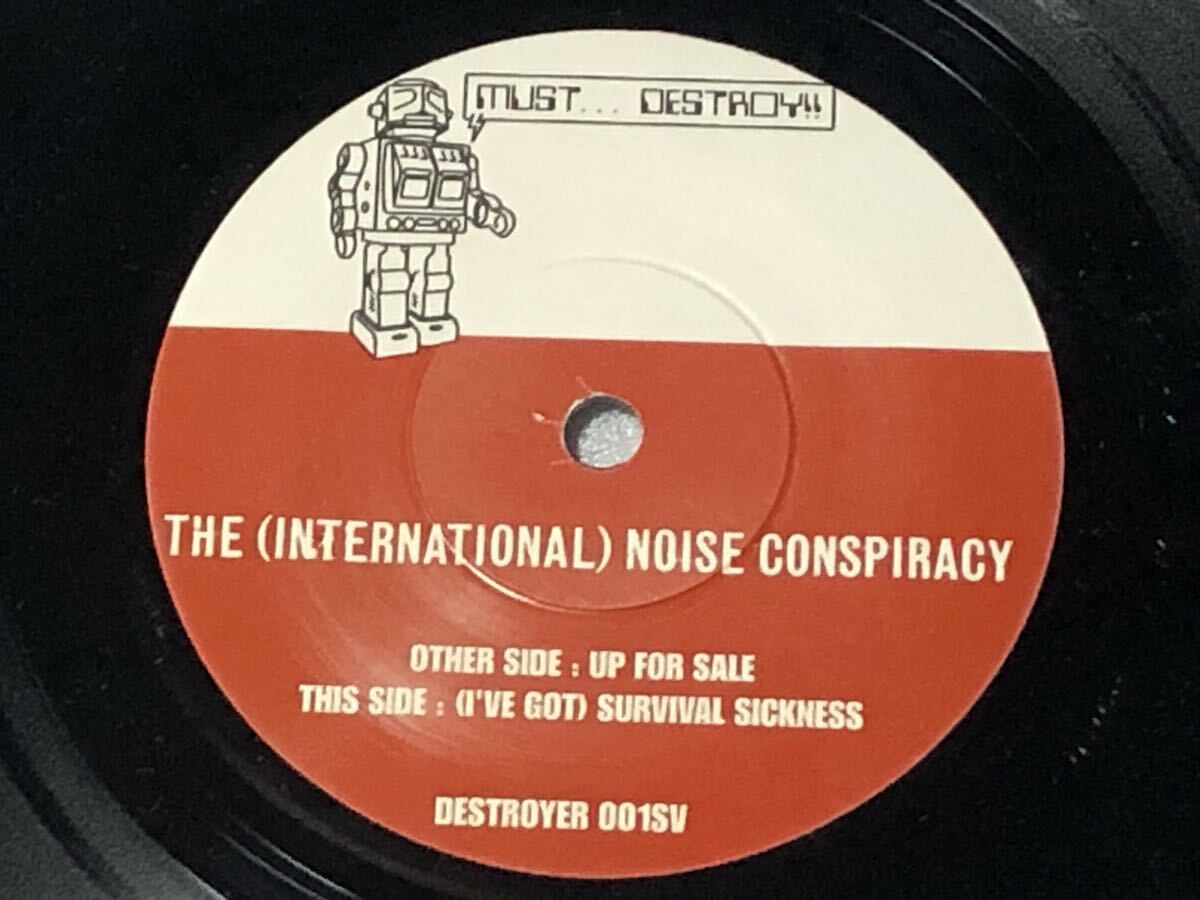 MUST... DESTROY!!
THE (INTERNATIONAL) NOISE CONSPIRACY
OTHER SIDE : UP FOR SALE
THIS SIDE : (I'VE GOT) SURVIVAL SICKNESS
DESTROYER 001SV